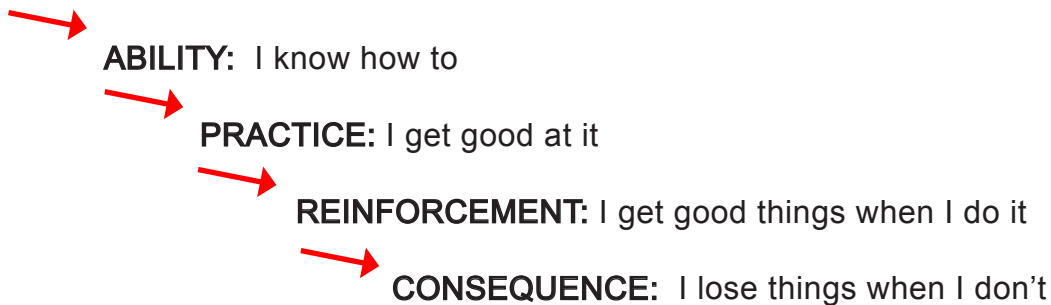 ABILITY: I know how to
PRACTICE: I get good at it
REINFORCEMENT: I get good things when I do it
CONSEQUENCE: I lose things when I don’t